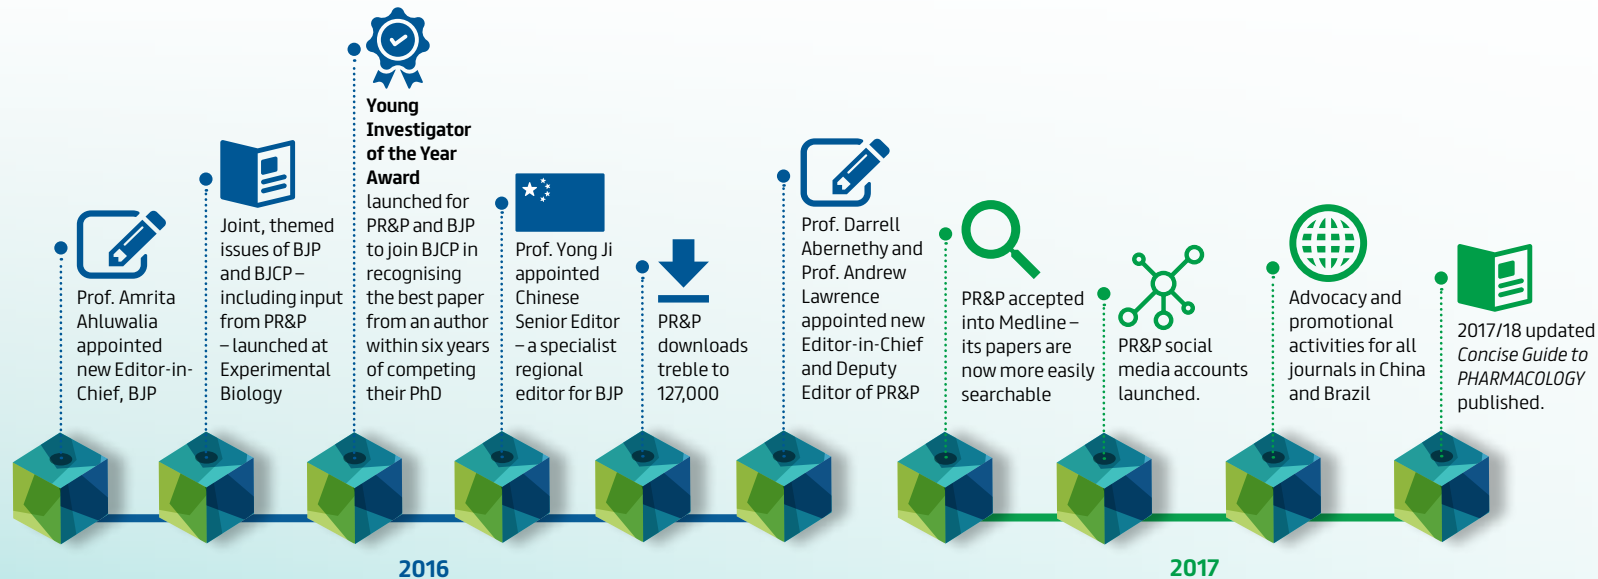 Prof. Amrita
Ahluwalia
appointed
new Editor-in-
Chief, BJP
Joint, themed
issues of BJP
and BJCP –
including input
from PR&P
– launched at
Experimental
Biology
Young
Investigator
of the Year
Award
launched for
PR&P and BJP
to join BJCP in
recognising
the best paper
from an author
within six years
of competing
their PhD
Prof. Yong Ji
appointed
Chinese
Senior Editor
– a specialist
regional
editor for BJP
PR&P
downloads
treble to
127,000
Prof. Darrell
Abernethy and
Prof. Andrew
Lawrence
appointed new
Editor-in-Chief
and Deputy
Editor of PR&P
PR&P accepted
into Medline –
its papers are
now more easily
searchable
PR&P social
media accounts
launched.
Advocacy and
promotional
activities for all
journals in China
and Brazil
2017/18 updated
Concise Guide to
PHARMACOLOGY
published.
2016
2017